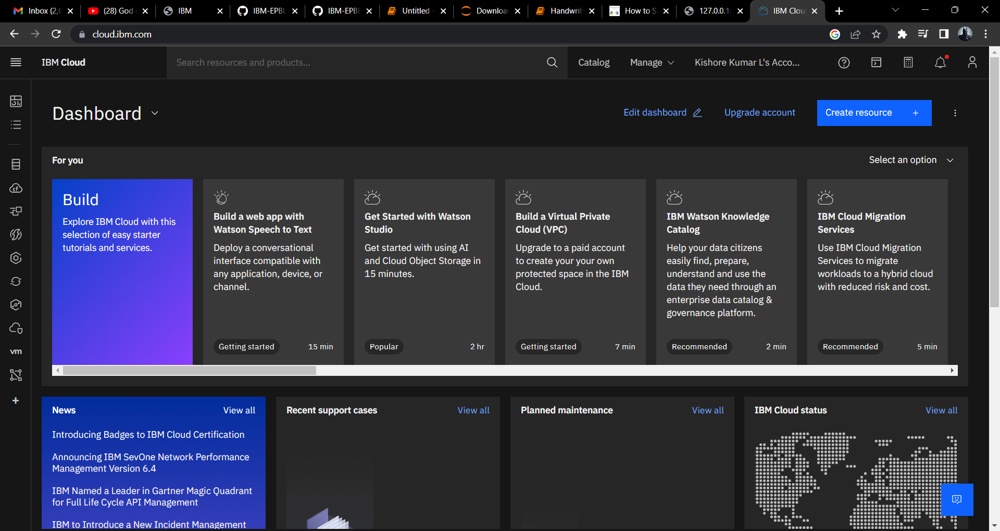 Inbox (2,6
(28) God
IBM
IBM-EPBL
IBM-EPBL
Untitled
Downloa
Handwrit
How to S
127.0.0.1:
IBM Clou
cloud.ibm.com
IBM Cloud
Search resources and products...
Catalog
Manage
Kishore Kumar L's Acco...
Dashboard
Edit dashboard
Upgrade account
Create resource +
For you
Select an option
Build
Explore IBM Cloud with this
selection of easy starter
tutorials and services.
Build a web app with
Watson Speech to Text
Deploy a conversational
interface compatible with
any application, device, or
channel.
Getting started
15 min
Get Started with Watson
Studio
Get started with using AI
and Cloud Object Storage in
15 minutes.
Popular
2 hr
Build a Virtual Private
Cloud (VPC)
Upgrade to a paid account
to create your your own
protected space in the IBM
Cloud.
Getting started
7 min
IBM Watson Knowledge
Catalog
Help your data citizens
easily find, prepare,
understand and use the
data they need through an
enterprise data catalog &
governance platform.
Recommended
2 min
IBM Cloud Migration
Services
Use IBM Cloud Migration
Services to migrate
workloads to a hybrid cloud
with reduced risk and cost.
Recommended
5 min
cf
vm
News
View all
Introducing Badges to IBM Cloud Certification
Announcing IBM SevOne Network Performance
Management Version 6.4
IBM Named a Leader in Gartner Magic Quadrant
for Full Life Cycle API Management
IBM to Introduce a New Incident Management
Recent support cases
View all
Planned maintenance
View all
IBM Cloud status
View all